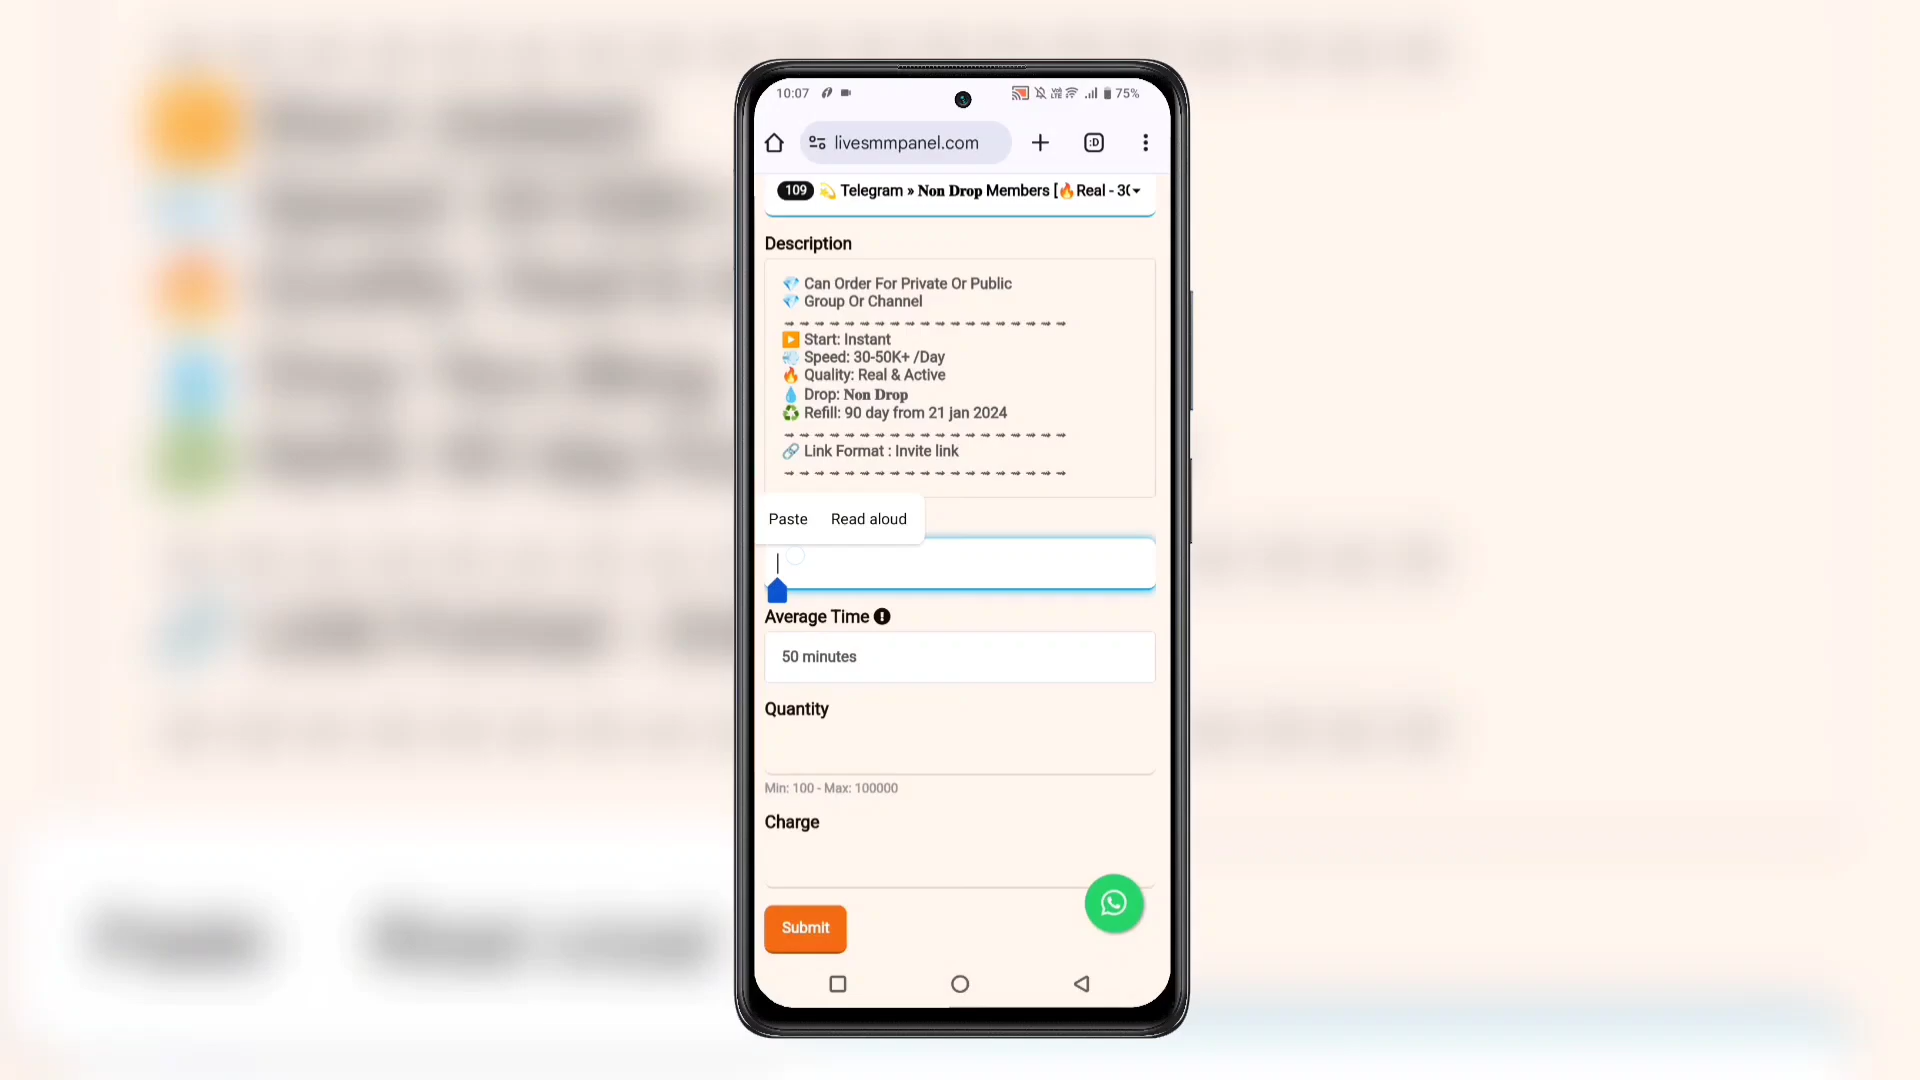 10:07
75%
livesmmpanel.com
:D
109 💫 Telegram » Non Drop Members [🔥Real - 30
Description
💎 Can Order For Private Or Public
💎 Group Or Channel
▶️ Start: Instant
💨 Speed: 30-50K+ /Day
🔥 Quality: Real & Active
💧 Drop: Non Drop
♻️ Refill: 90 day from 21 jan 2024
🔗 Link Format : Invite link
Paste Read aloud
Average Time
50 minutes
Quantity
Min: 100 - Max: 100000
Charge
Submit